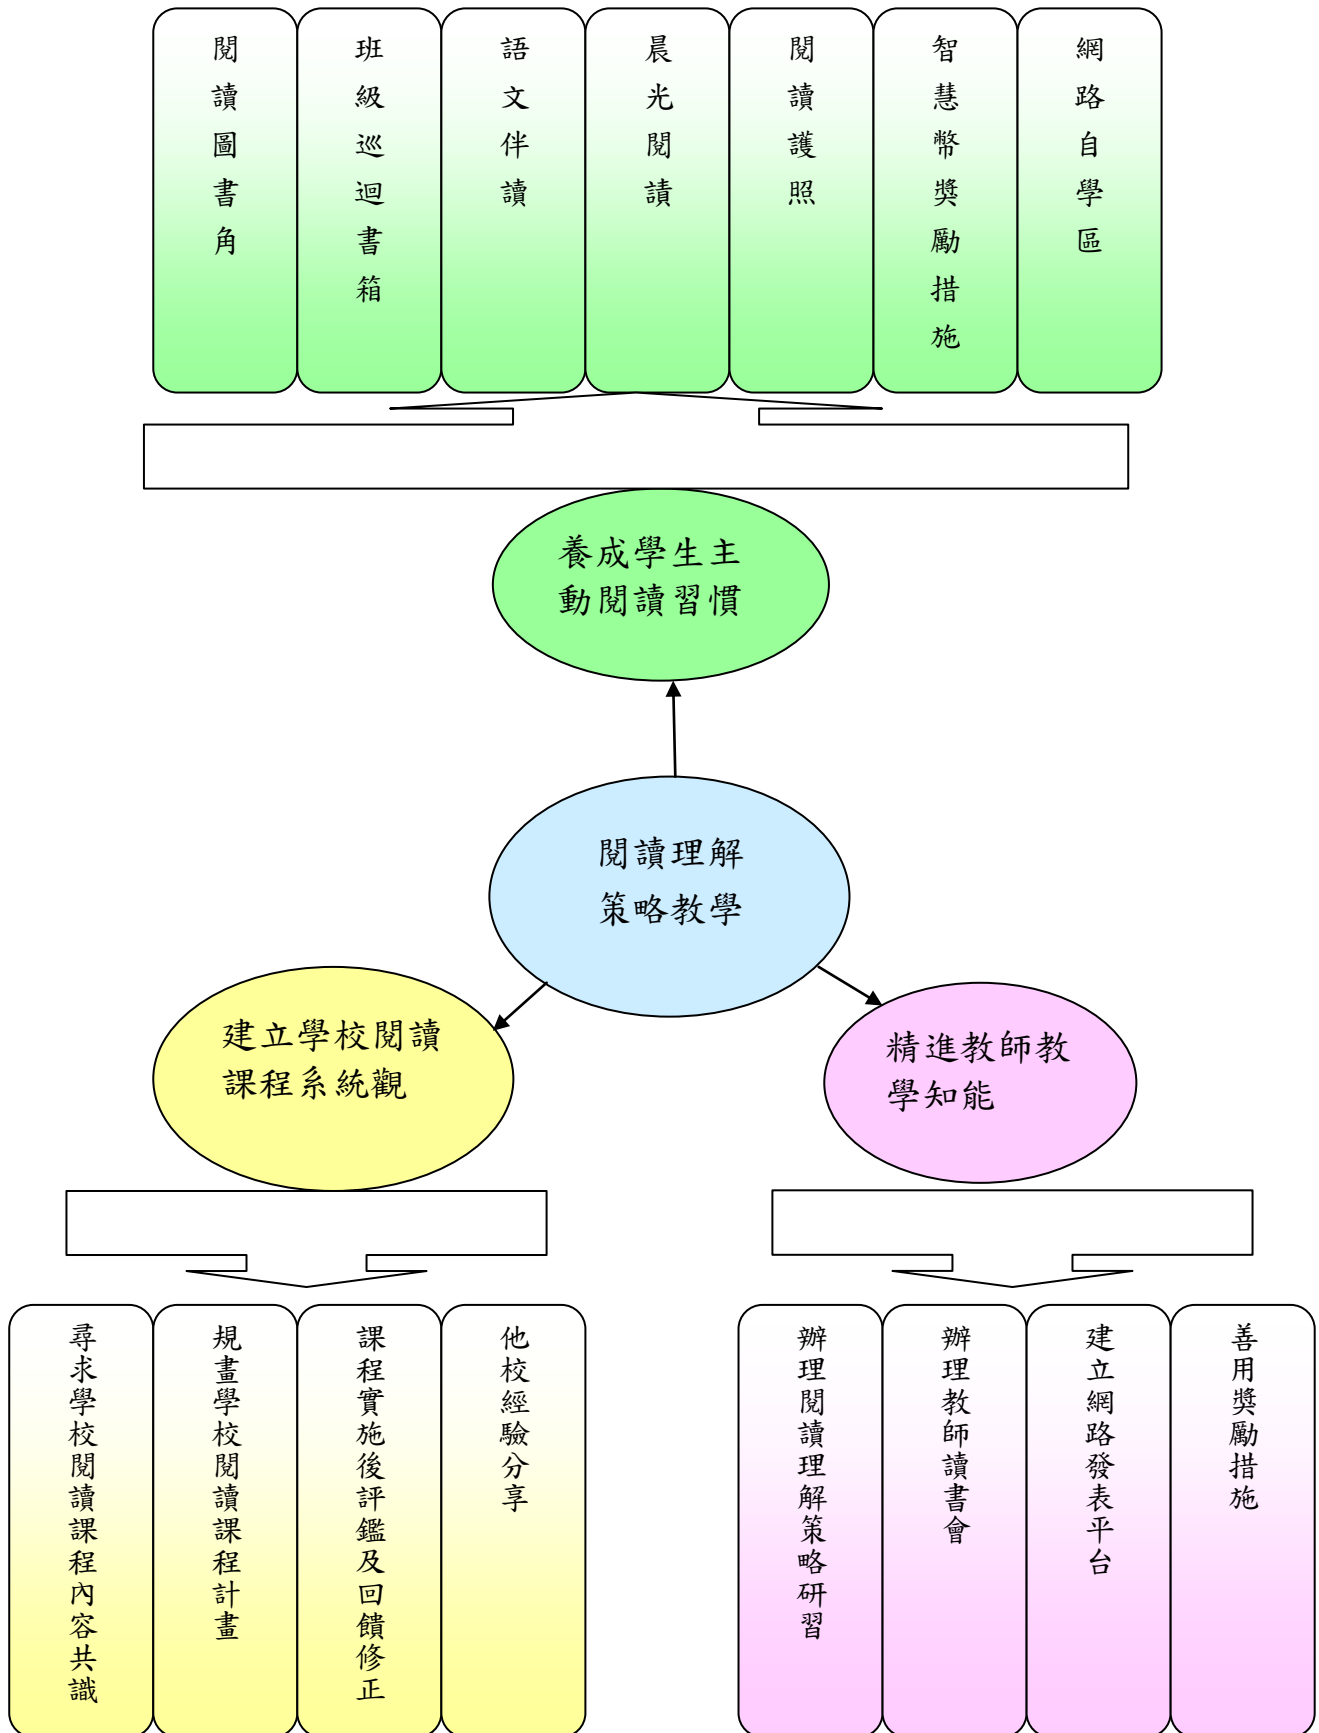 閱讀圖書角
班級巡迴書箱
語文伴讀
晨光閱請
閱讀護照
智慧幣獎勵措施
網路自學區
養成學生主
動閱讀習慣
閱讀理解
策略教學
建立學校閱讀
課程系統觀
精進教師教
學知能
尋求學校閱讀課程內容共識
規畫學校閱讀課程計畫
課程實施後評鑑及回饋修正
他校經驗分享
辦理閱讀理解策略研習
辦理教師讀書會
建立網路發表平台
善用獎勵措施